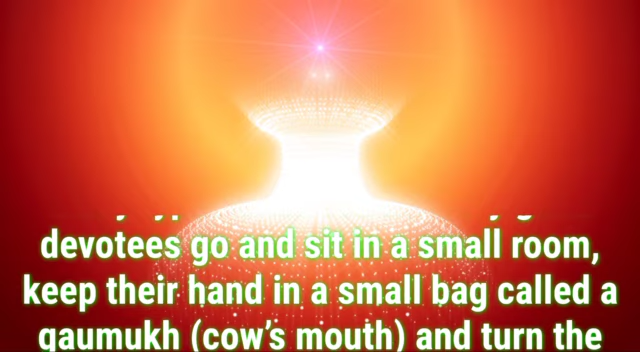 devotees go and sit in a small room,
keep their hand in a small bag called a
gaumukh (cow's mouth) and turn the